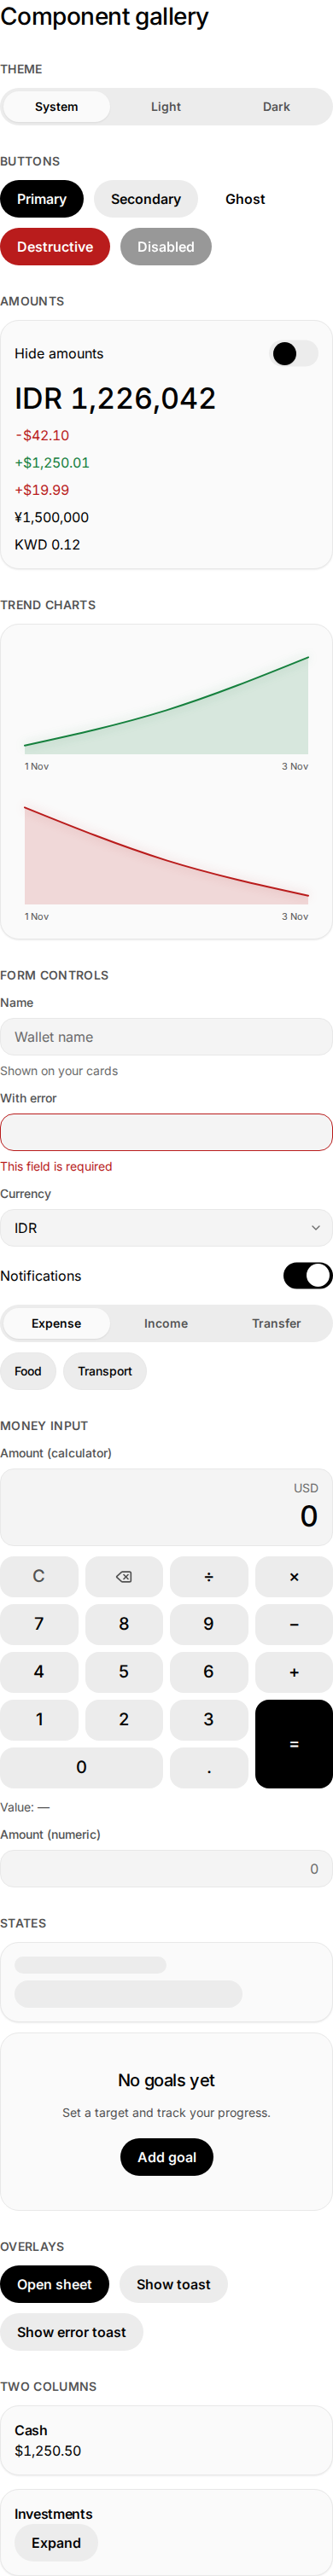 Component gallery
THEME
System Light Dark
BUTTONS
Primary Secondary Ghost
Destructive Disabled
AMOUNTS
Hide amounts
IDR 1,226,042
-$42.10
+$1,250.01
+$19.99
¥1,500,000
KWD 0.12
TREND CHARTS
1 Nov 3 Nov
1 Nov 3 Nov
FORM CONTROLS
Name
Wallet name
Shown on your cards
With error
This field is required
Currency
IDR
Notifications
Expense Income Transfer
Food Transport
MONEY INPUT
Amount (calculator)
USD
0
C ÷ ×
7 8 9 −
4 5 6 +
1 2 3 =
0 .
Value: —
Amount (numeric)
0
STATES
No goals yet
Set a target and track your progress.
Add goal
OVERLAYS
Open sheet Show toast
Show error toast
TWO COLUMNS
Cash
$1,250.50
Investments
Expand